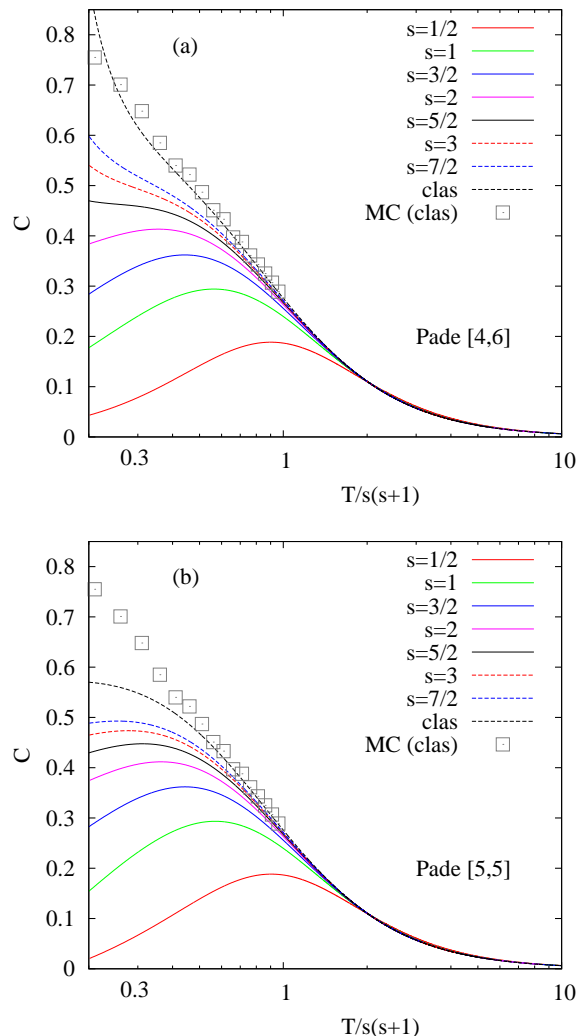 (a)
s=1/2
s=1
s=3/2
s=2
s=5/2
s=3
s=7/2
clas
MC (clas)
Pade [4,6]
C
0.8
0.7
0.6
0.5
0.4
0.3
0.2
0.1
0
0.3
1
10
T/s(s+1)
(b)
s=1/2
s=1
s=3/2
s=2
s=5/2
s=3
s=7/2
clas
MC (clas)
Pade [5,5]
C
0.8
0.7
0.6
0.5
0.4
0.3
0.2
0.1
0
0.3
1
10
T/s(s+1)